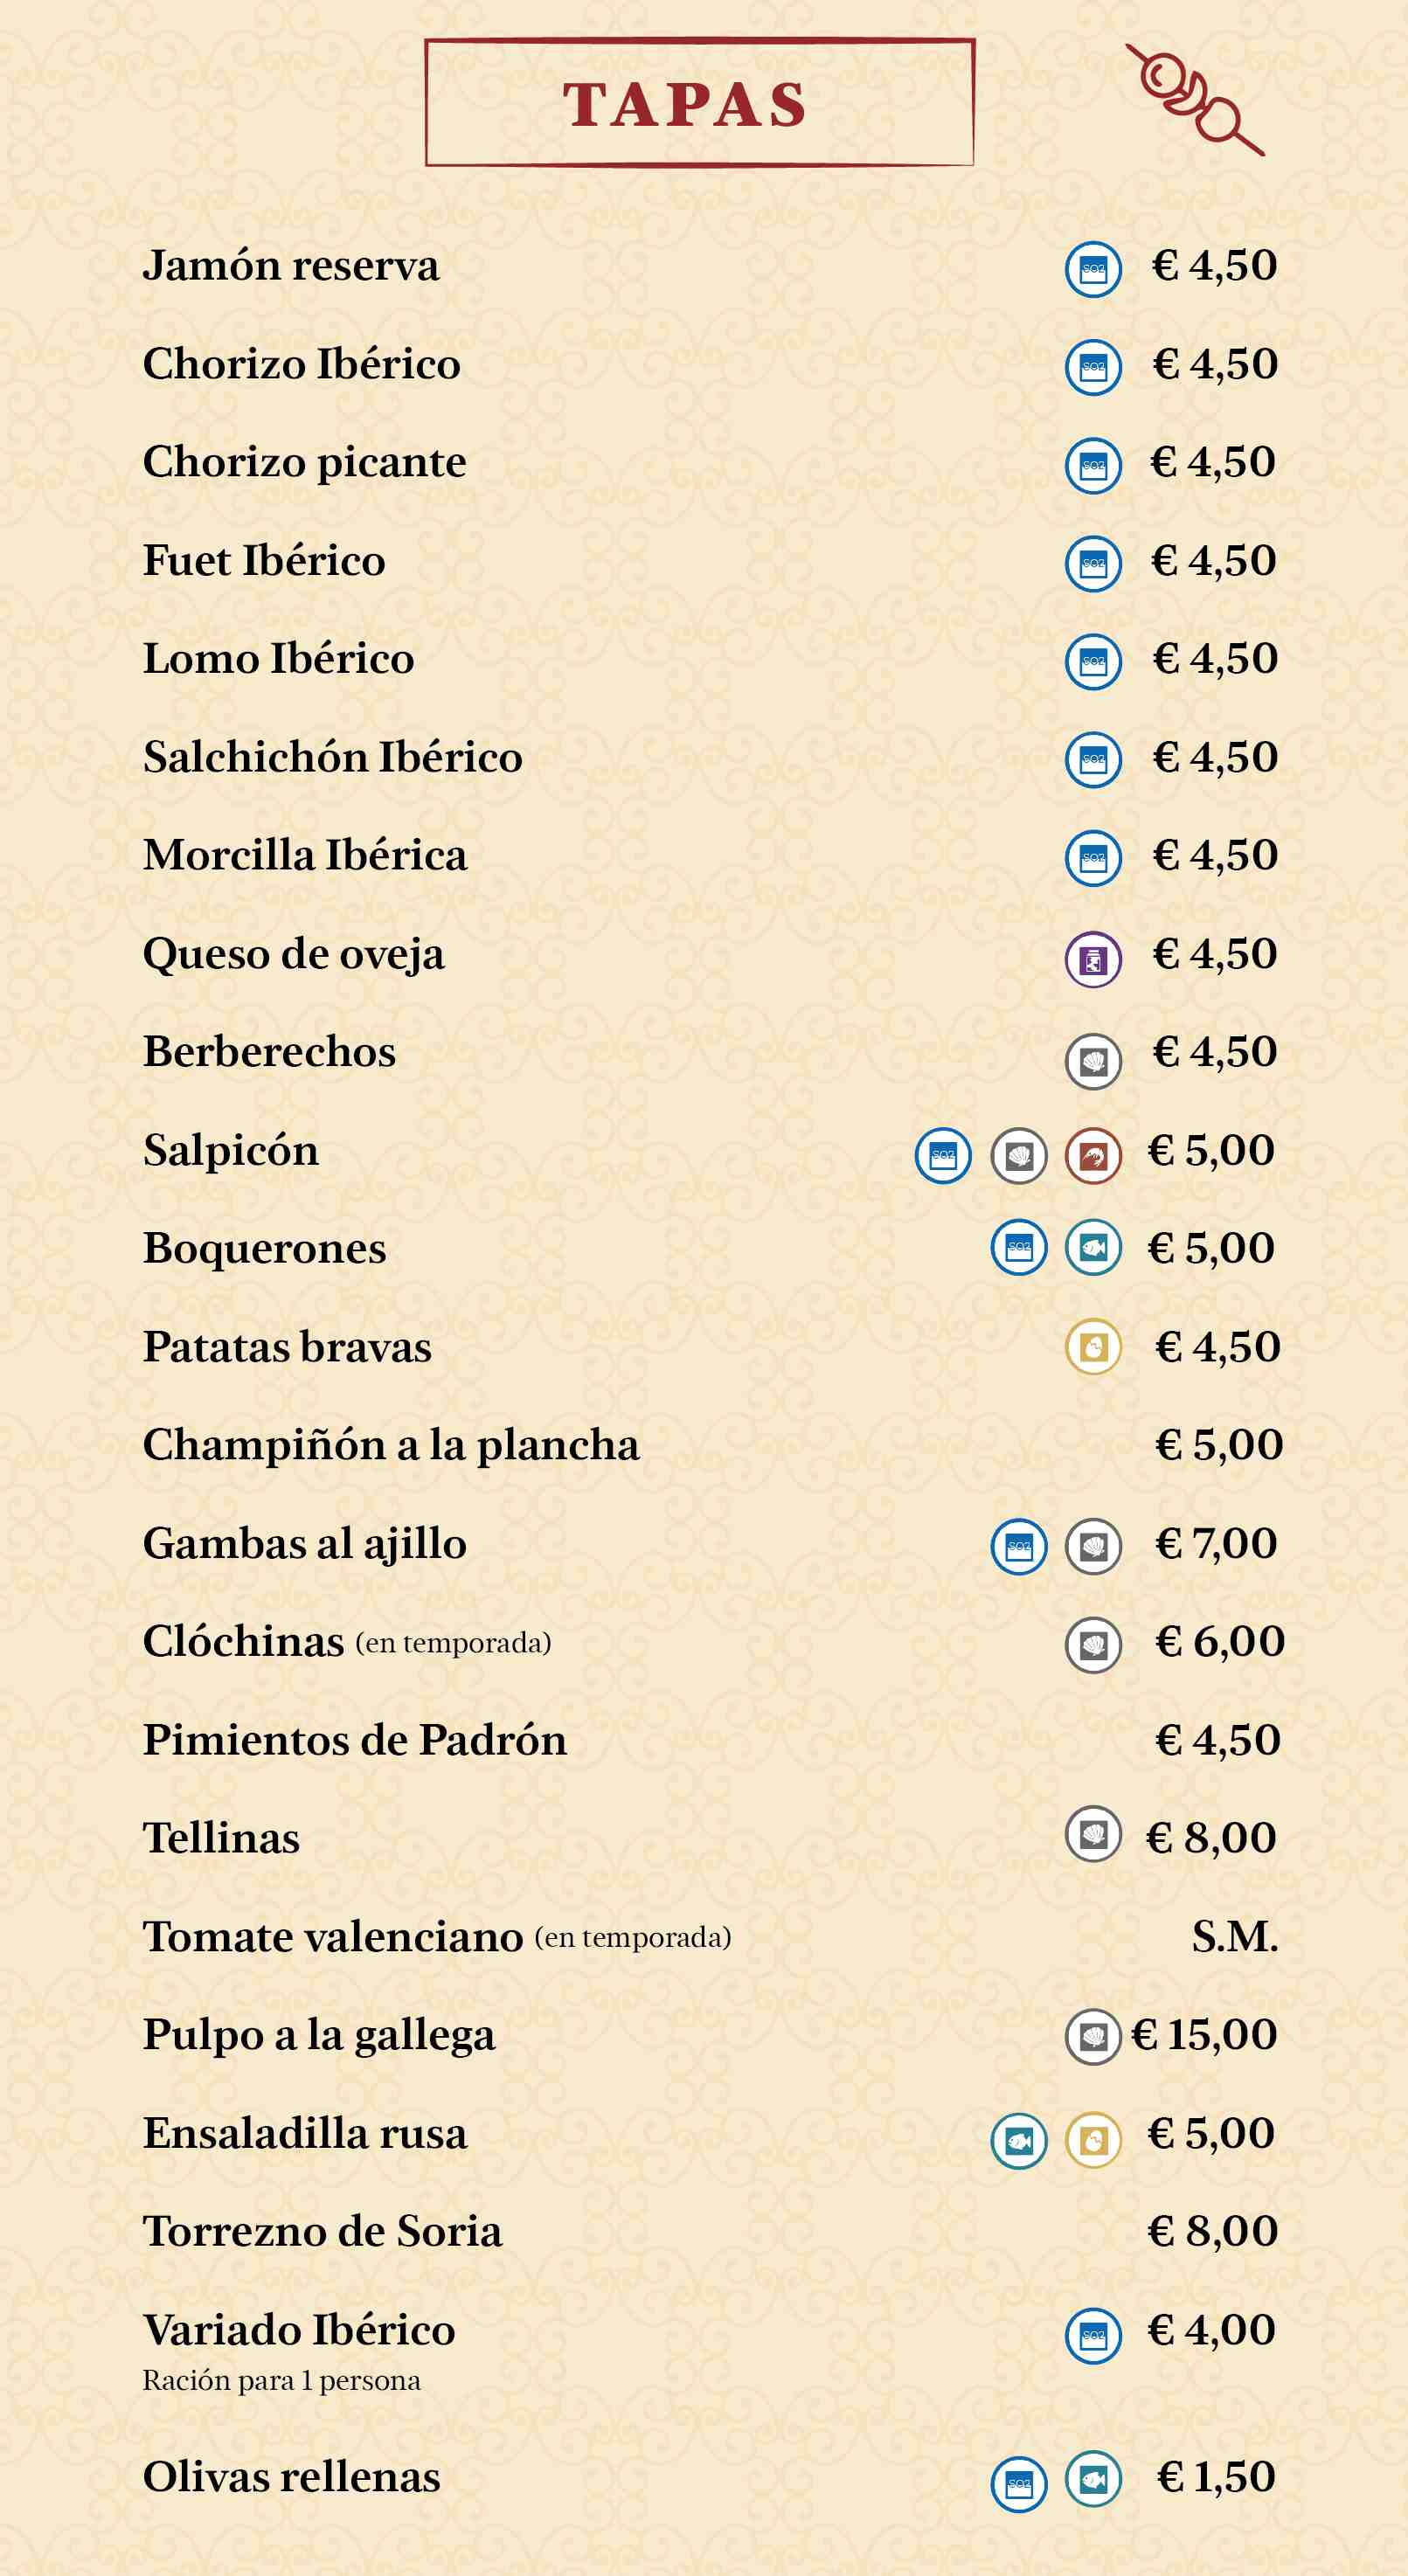 TAPAS
Jamón reserva SO2 € 4,50
Chorizo Ibérico SO2 € 4,50
Chorizo picante SO2 € 4,50
Fuet Ibérico SO2 € 4,50
Lomo Ibérico SO2 € 4,50
Salchichón Ibérico SO2 € 4,50
Morcilla Ibérica SO2 € 4,50
Queso de oveja € 4,50
Berberechos € 4,50
Salpicón SO2 € 5,00
Boquerones SO2 € 5,00
Patatas bravas € 4,50
Champiñón a la plancha € 5,00
Gambas al ajillo SO2 € 7,00
Clóchinas (en temporada) € 6,00
Pimientos de Padrón € 4,50
Tellinas € 8,00
Tomate valenciano (en temporada) S.M.
Pulpo a la gallega € 15,00
Ensaladilla rusa € 5,00
Torrezno de Soria € 8,00
Variado Ibérico SO2 € 4,00
Ración para 1 persona
Olivas rellenas SO2 € 1,50